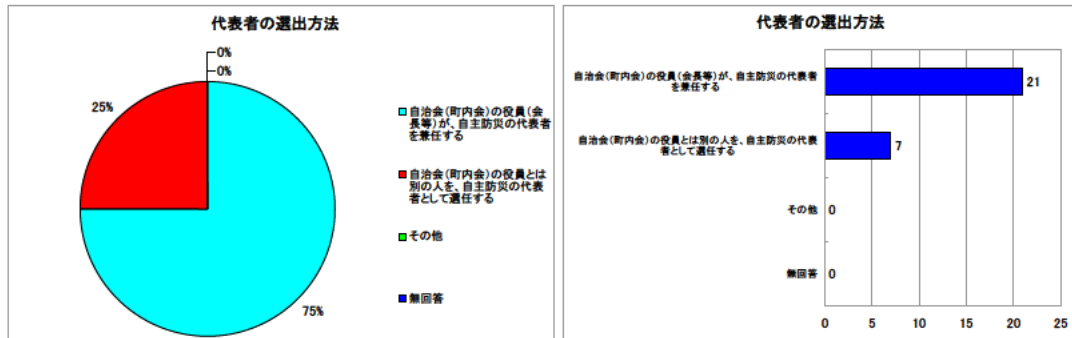 代表者の選出方法
0%
0%
25%
75%
自治会(町内会)の役員(会
長等)が、自主防災の代表者
を兼任する
自治会(町内会)の役員とは
別の人を、自主防災の代表
者として選任する
その他
無回答
代表者の選出方法
自治会(町内会)の役員(会長等)が、自主防災の代表者
を兼任する
21
自治会(町内会)の役員とは別の人を、自主防災の代表
者として選任する
7
その他
0
無回答
0
0 5 10 15 20 25